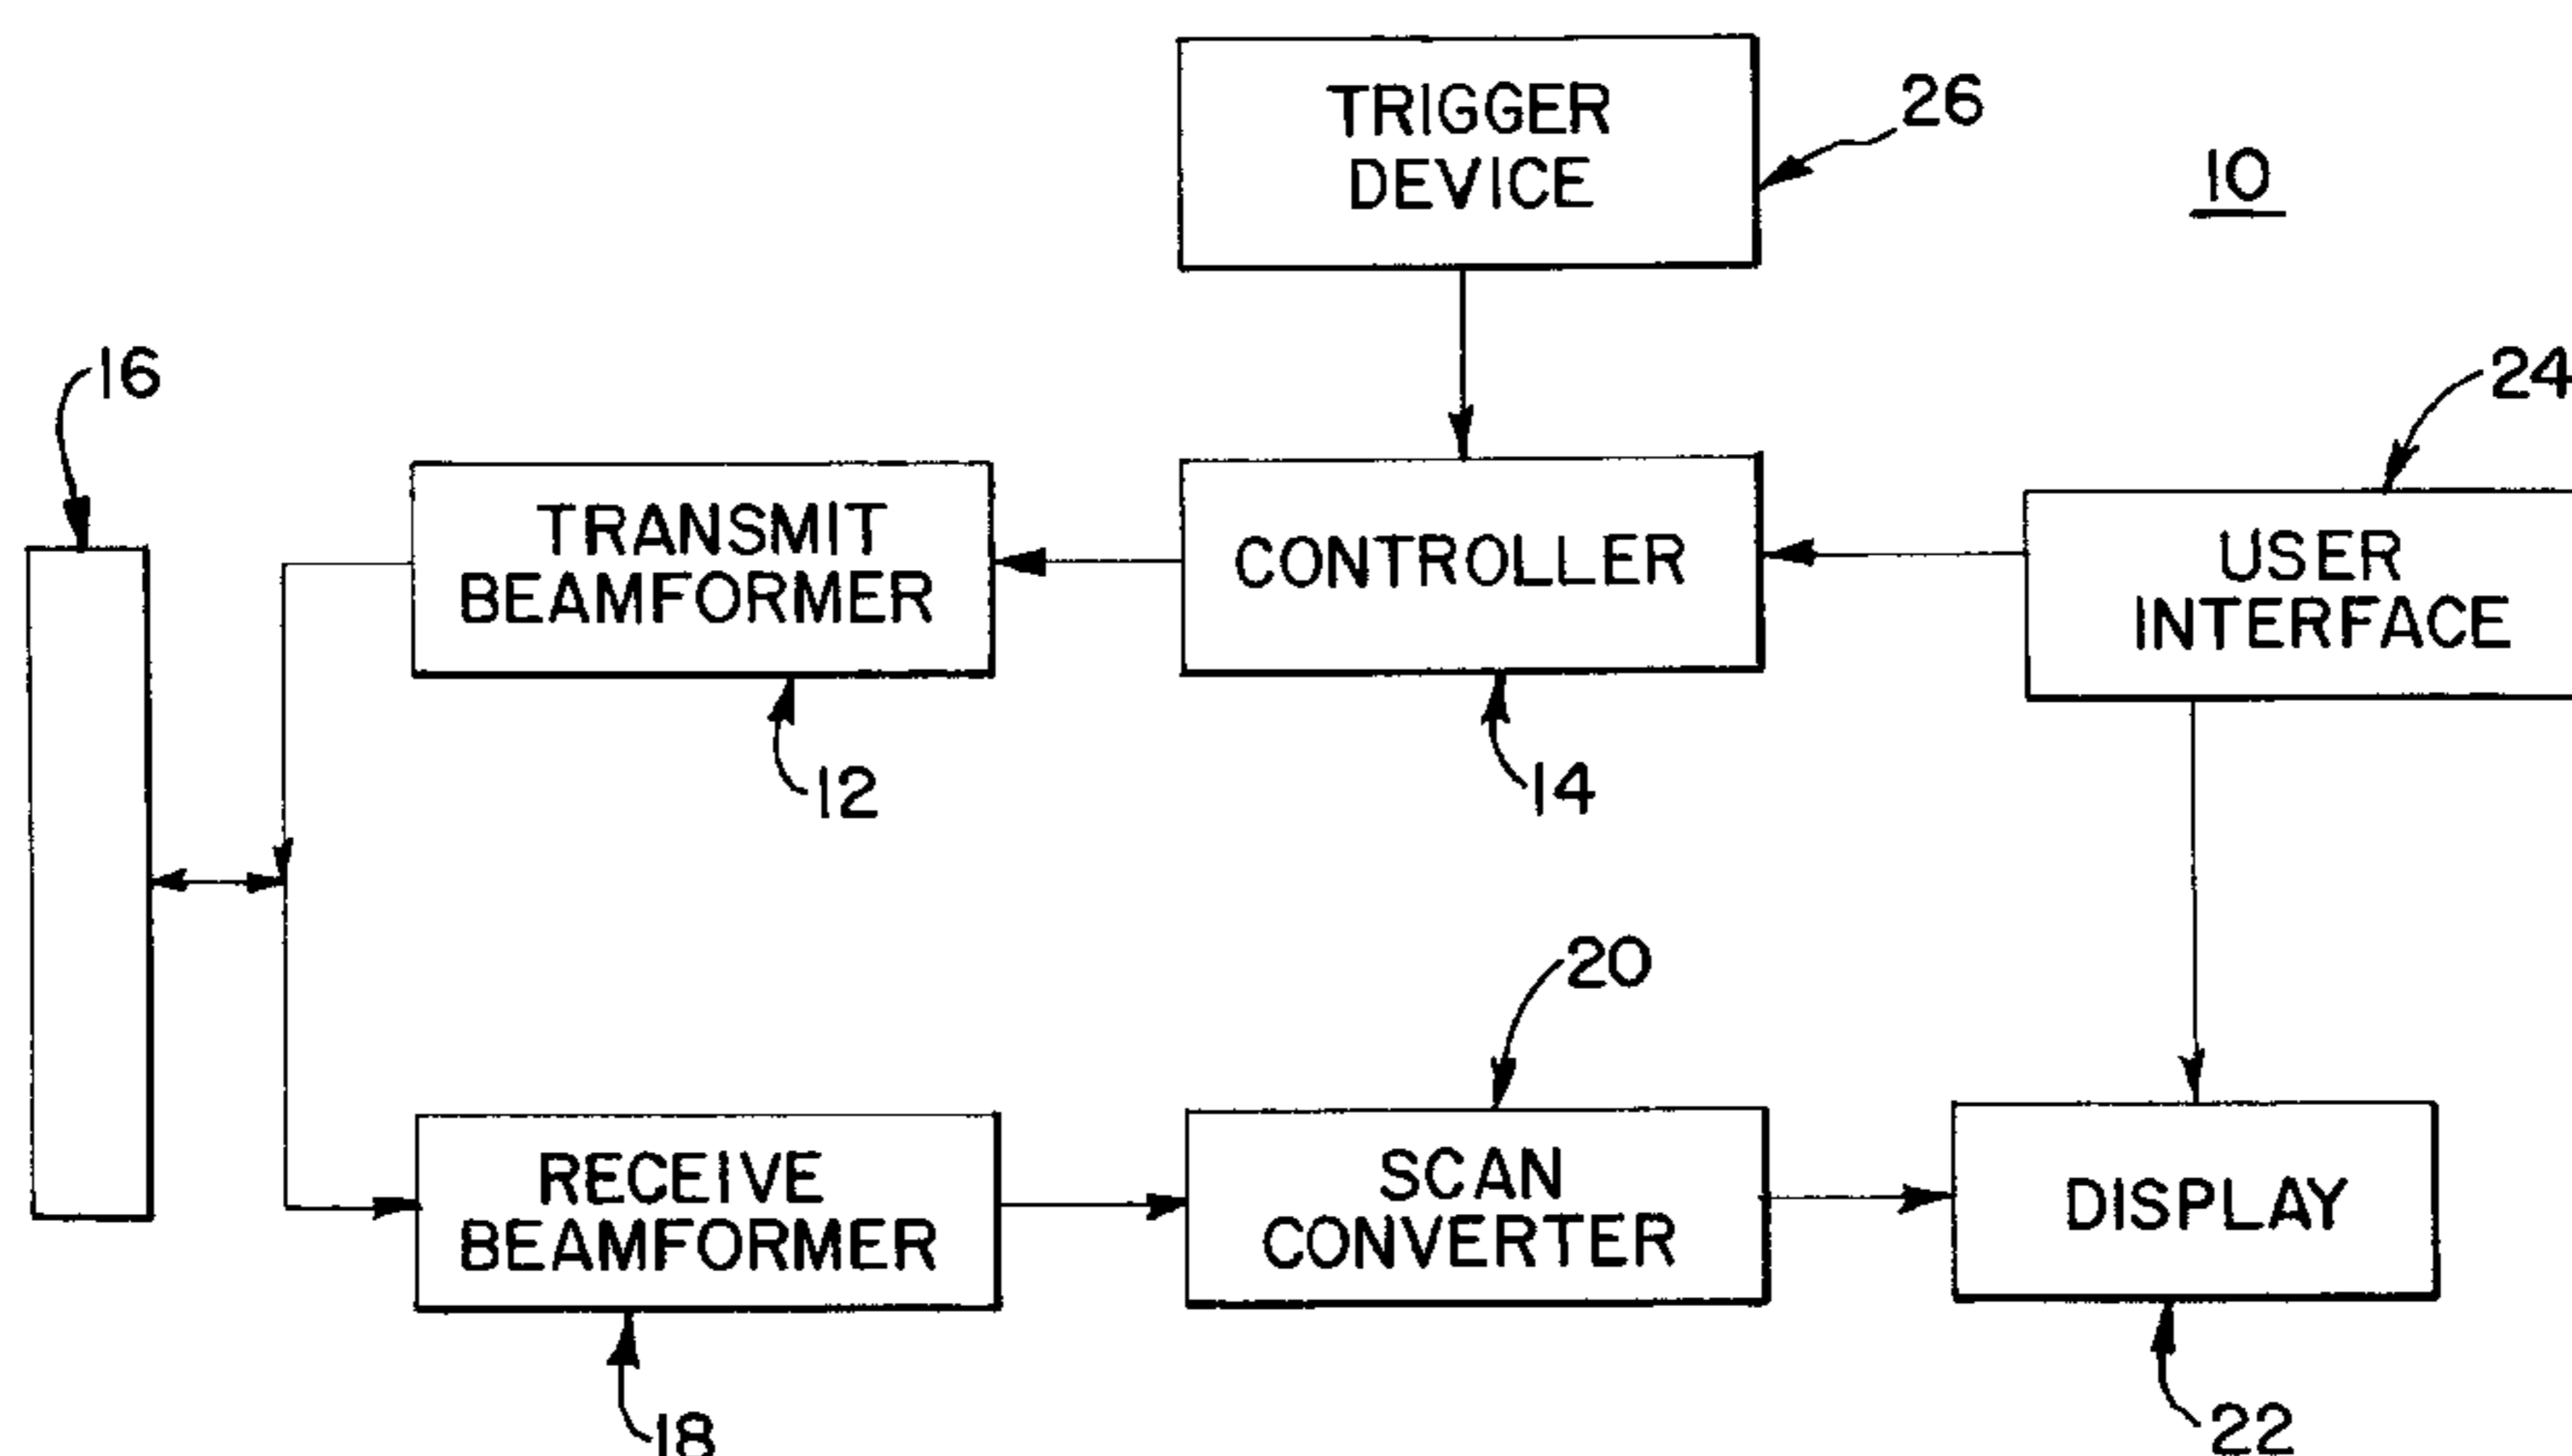 TRIGGER
DEVICE
26
10
16
24
TRANSMIT
BEAMFORMER
CONTROLLER
USER
INTERFACE
12
14
20
RECEIVE
BEAMFORMER
SCAN
CONVERTER
DISPLAY
18
22